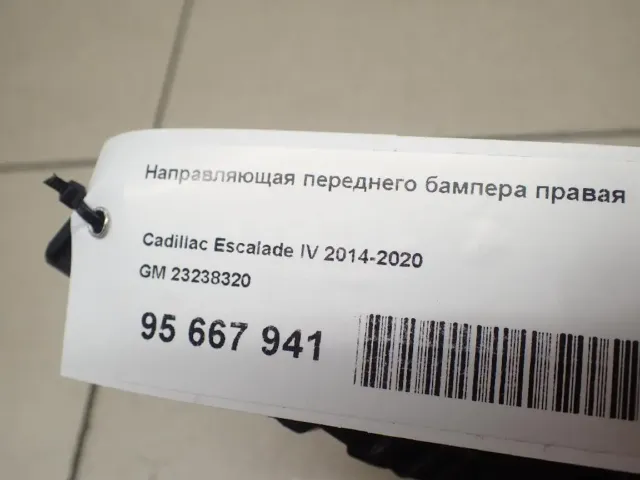 Направляющая переднего бампера правая
Cadillac Escalade IV 2014-2020
GM 23238320
95 667 941